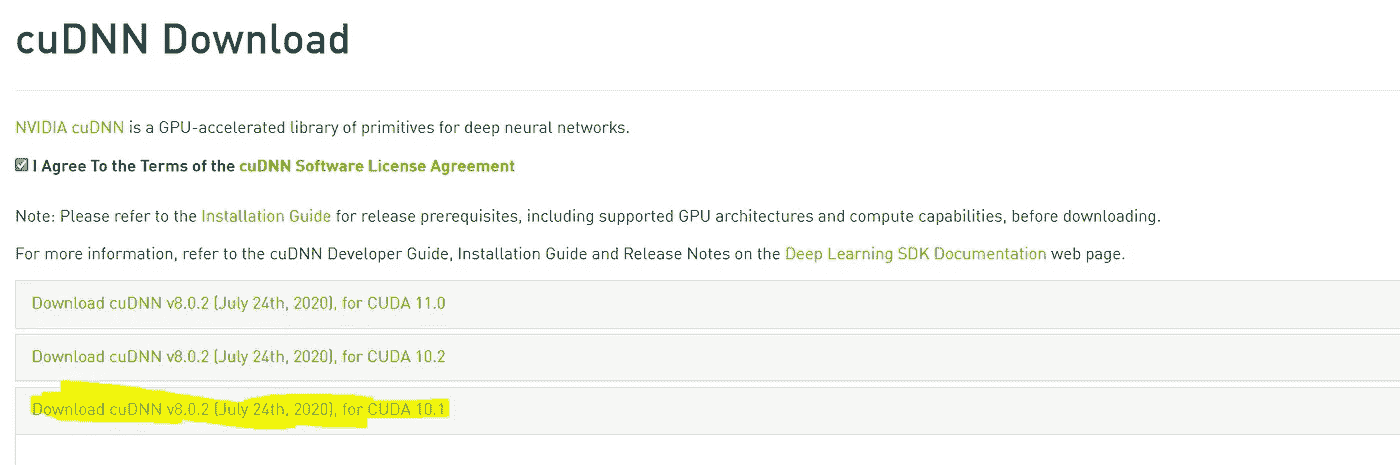 cuDNN Download
NVIDIA cuDNN is a GPU-accelerated library of primitives for deep neural networks.
I Agree To the Terms of the cuDNN Software License Agreement
Note: Please refer to the Installation Guide for release prerequisites, including supported GPU architectures and compute capabilities, before downloading.
For more information, refer to the cuDNN Developer Guide, Installation Guide and Release Notes on the Deep Learning SDK Documentation web page.
Download cuDNN v8.0.2 (July 24th, 2020), for CUDA 11.0
Download cuDNN v8.0.2 (July 24th, 2020), for CUDA 10.2
Download cuDNN v8.0.2 (July 24th, 2020), for CUDA 10.1